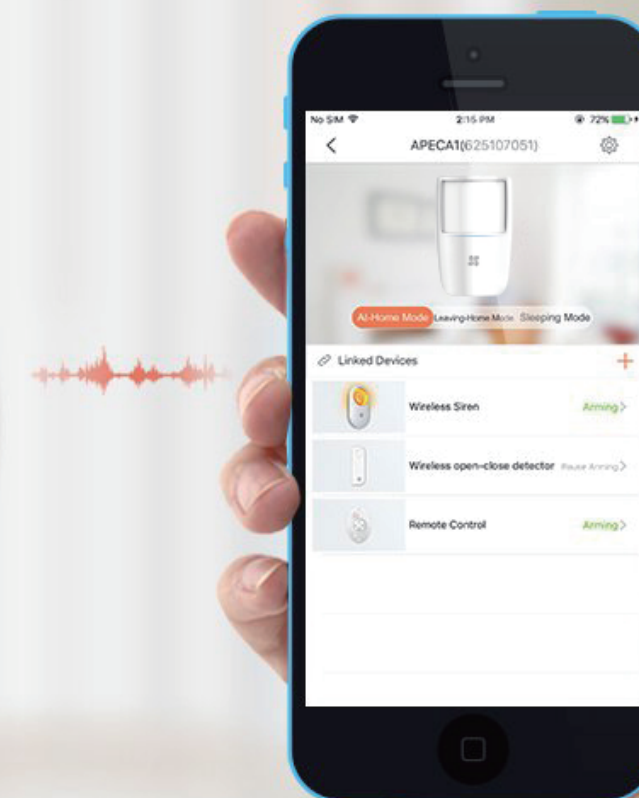 No SIM 2:15 PM 72%
APECA1(625107051)
At-Home Mode Leaving-Home Mode Sleeping Mode
Linked Devices
Wireless Siren Arming
Wireless open-close detector Pause Arming
Remote Control Arming